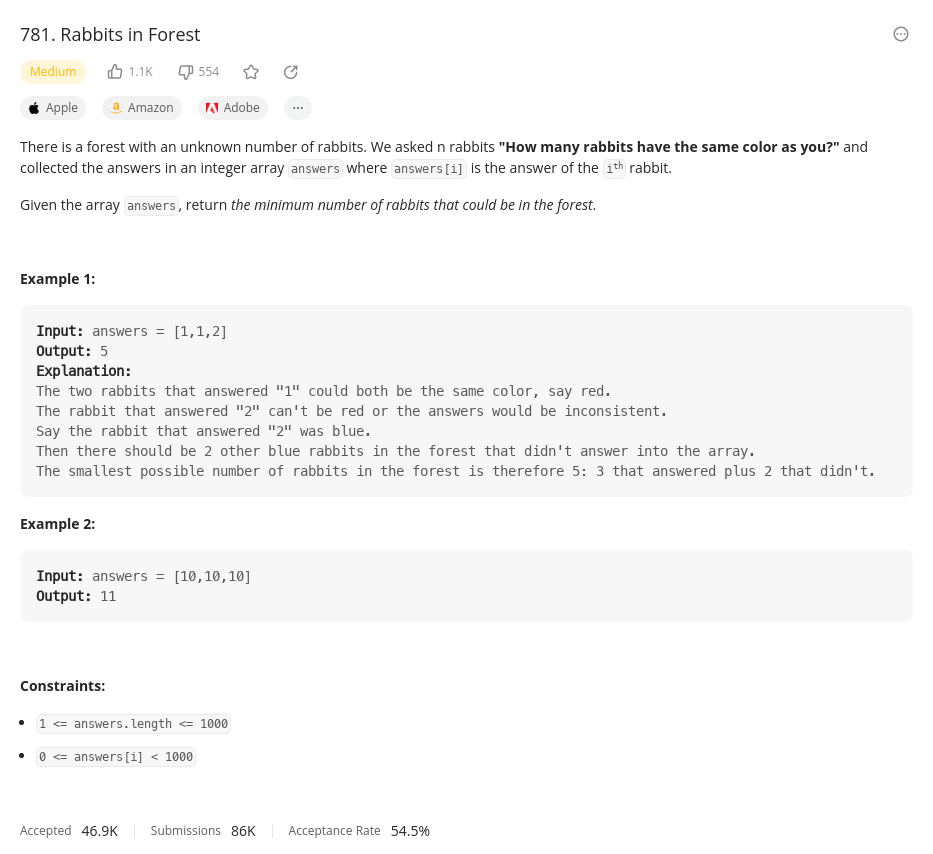 781. Rabbits in Forest
Medium 1.1K 554
Apple Amazon Adobe ...
There is a forest with an unknown number of rabbits. We asked n rabbits "How many rabbits have the same color as you?" and
collected the answers in an integer array answers where answers[i] is the answer of the ith rabbit.
Given the array answers, return the minimum number of rabbits that could be in the forest.
Example 1:
Input: answers = [1,1,2]
Output: 5
Explanation:
The two rabbits that answered "1" could both be the same color, say red.
The rabbit that answered "2" can't be red or the answers would be inconsistent.
Say the rabbit that answered "2" was blue.
Then there should be 2 other blue rabbits in the forest that didn't answer into the array.
The smallest possible number of rabbits in the forest is therefore 5: 3 that answered plus 2 that didn't.
Example 2:
Input: answers = [10,10,10]
Output: 11
Constraints:
1 <= answers.length <= 1000
0 <= answers[i] < 1000
Accepted 46.9K Submissions 86K Acceptance Rate 54.5%